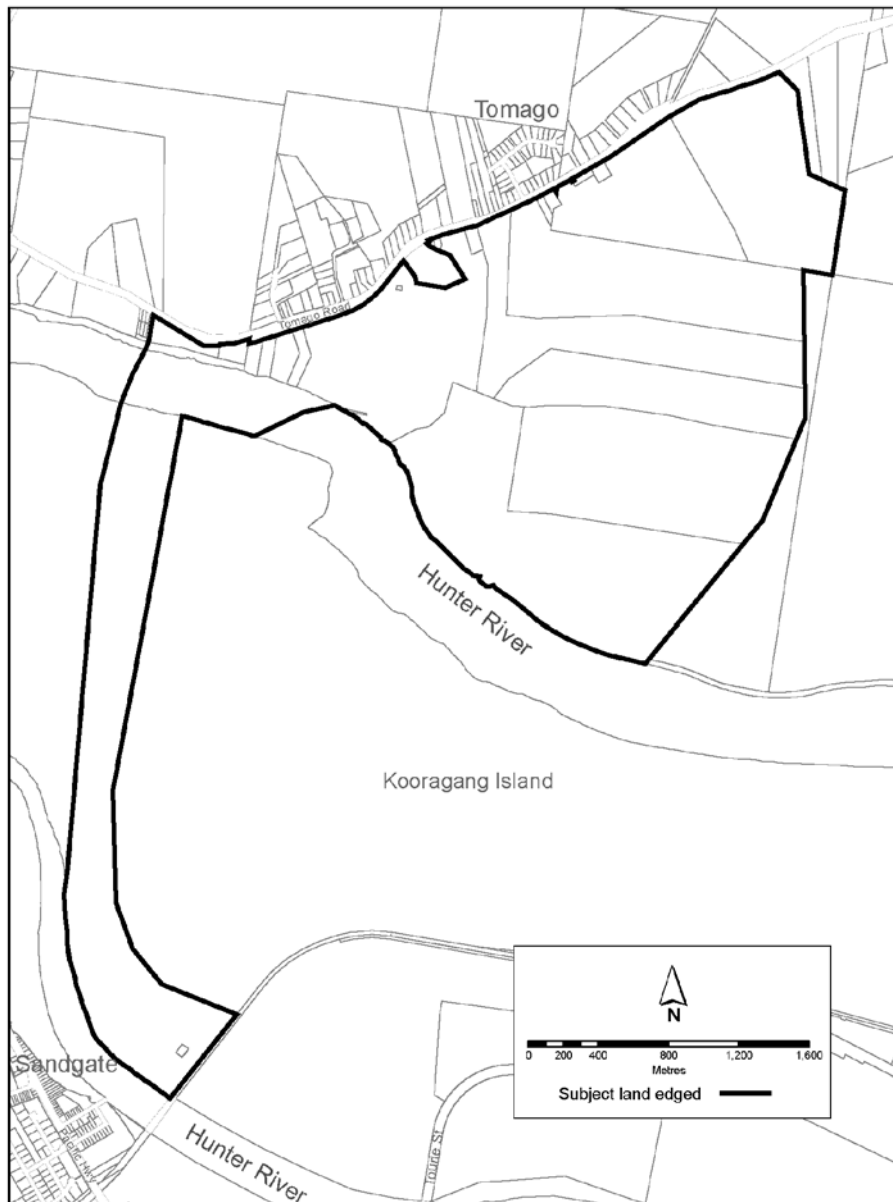 Tomago
Tomago Road
Hunter River
Kooragang Island
Sandgate
Hunter River
Tourle St
N
0 200 400 800 1,200 1,600
Metres
Subject land edged